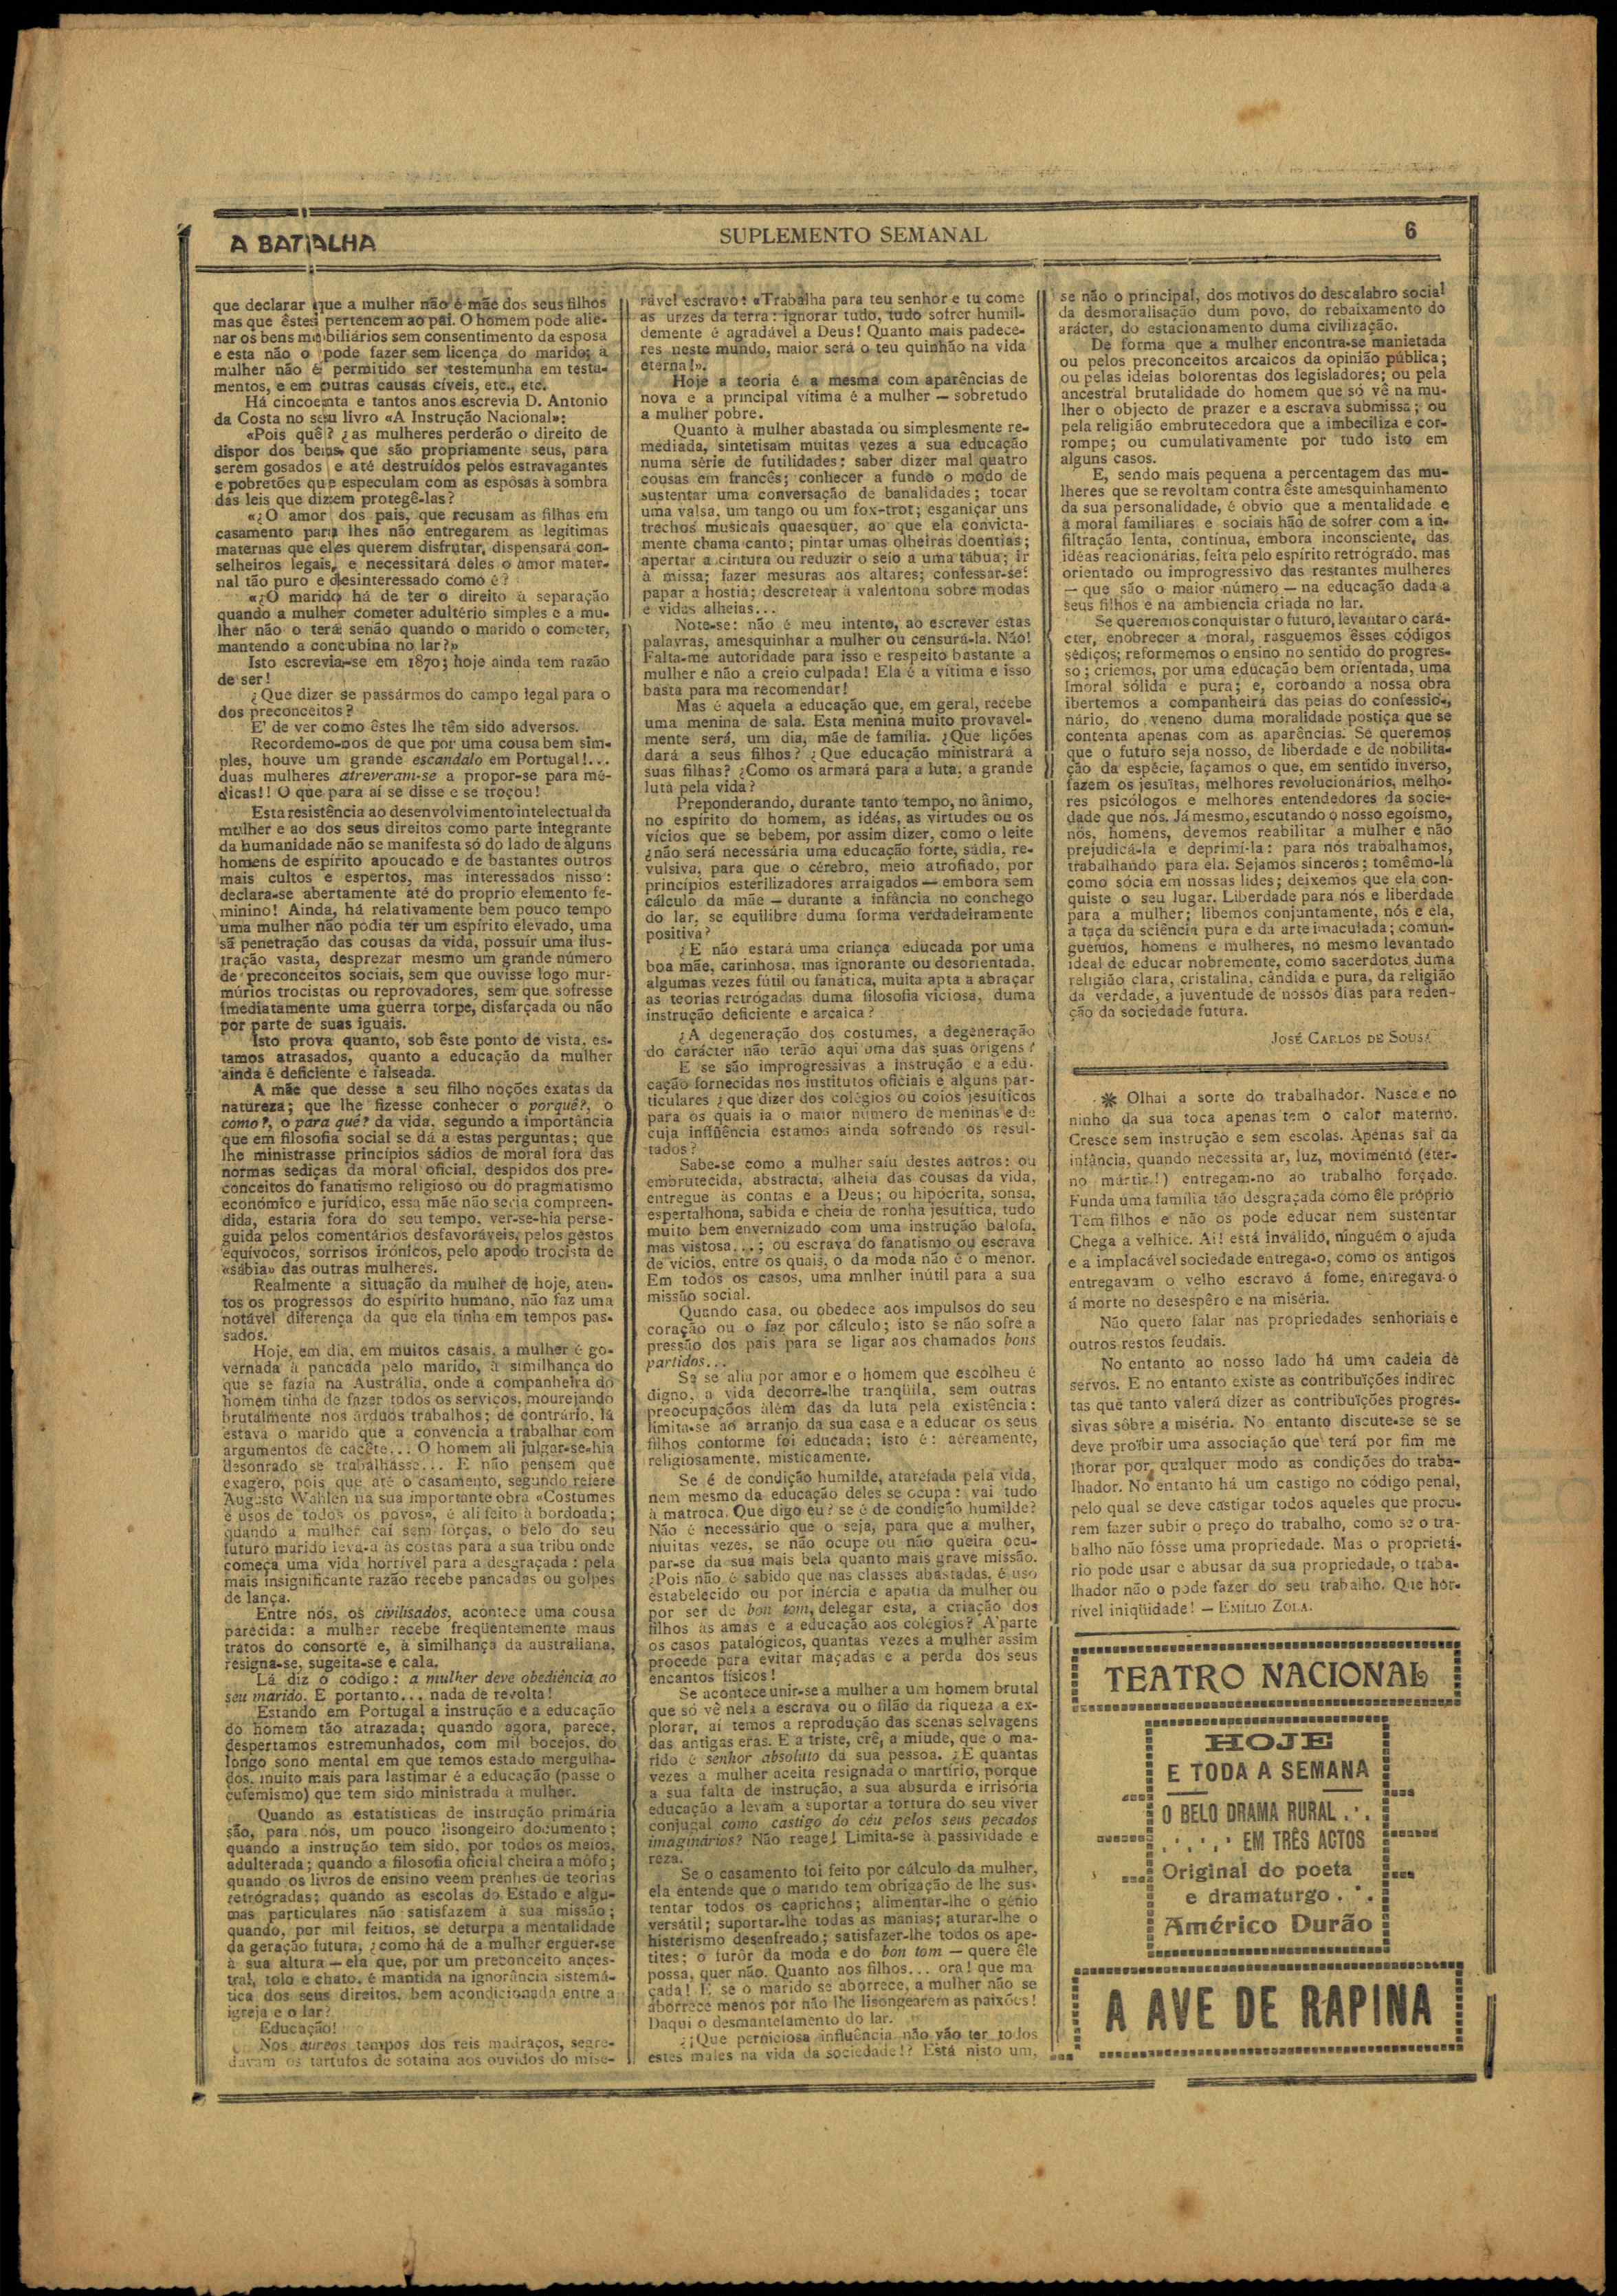 A BATALHA
SUPLEMENTO SEMANAL
6
que declarar que a mulher não é mãe dos seus filhos
mas que êstes pertencem ao pai. O homem pode alie-
nar os bens mobiliários sem consentimento da esposa
e esta não o pode fazer sem licença do marido; à
mulher não é permitido ser testemunha em testa-
mentos, e em outras causas cíveis, etc., etc.
Há cincoenta e tantos anos escrevia D. Antonio
da Costa no seu livro «A Instrução Nacional»:
«Pois quê? ¿as mulheres perderão o direito de
dispor dos bens, que são propriamente seus, para
serem gosados e até destruídos pelos estravagantes
e pobretões que especulam com as espôsas à sombra
das leis que dizem protegê-las?
«¿O amor dos pais, que recusam as filhas em
casamento para lhes não entregarem as legítimas
maternas que eles querem disfrutar, dispensará con-
selheiros legais, e necessitará deles o amor mater-
nal tão puro e desinteressado como é?
«¿O marido há de ter o direito à separação
quando a mulher cometer adultério simples e a mu-
lher não o terá senão quando o marido o cometer,
mantendo a concubina no lar?»
Isto escrevia-se em 1870; hoje ainda tem razão
de ser!
¿Que dizer se passármos do campo legal para o
dos preconceitos?
E' de ver como êstes lhe têm sido adversos.
Recordemo-nos de que por uma cousa bem sim-
ples, houve um grande escandalo em Portugal!...
duas mulheres atreveram-se a propor-se para mé-
dicas!! O que para aí se disse e se troçou!
Esta resistência ao desenvolvimento intelectual da
mulher e ao dos seus direitos como parte integrante
da humanidade não se manifesta só do lado de alguns
homens de espírito apoucado e de bastantes outros
mais cultos e espertos, mas interessados nisso:
declara-se abertamente até do proprio elemento fe-
minino! Ainda, há relativamente bem pouco tempo
uma mulher não podia ter um espírito elevado, uma
sã penetração das cousas da vida, possuir uma ilus-
tração vasta, desprezar mesmo um grande número
de preconceitos sociais, sem que ouvisse logo mur-
múrios trocistas ou reprovadores, sem que sofresse
imediatamente uma guerra torpe, disfarçada ou não
por parte de suas iguais.
Isto prova quanto, sob êste ponto de vista, es-
tamos atrasados, quanto a educação da mulher
ainda é deficiente e falseada.
A mãe que desse a seu filho noções exatas da
natureza; que lhe fizesse conhecer o porquê?, o
como?, o para quê? da vida, segundo a importância
que em filosofia social se dá a estas perguntas; que
lhe ministrasse princípios sádios de moral fora das
normas sediças da moral oficial, despidos dos pre-
conceitos do fanatismo religioso ou do pragmatismo
económico e jurídico, essa mãe não seria compreen-
dida, estaria fora do seu tempo, ver-se-hia perse-
guida pelos comentários desfavoráveis, pelos gestos
equívocos, sorrisos irónicos, pelo apodo trocista de
«sábia» das outras mulheres.
Realmente a situação da mulher de hoje, aten-
tos os progressos do espírito humano, não faz uma
notável diferença da que ela tinha em tempos pas-
sados.
Hoje, em dia, em muitos casais, a mulher é go-
vernada à pancada pelo marido, à similhança do
que se fazia na Austrália, onde a companheira do
homem tinha de fazer todos os serviços, mourejando
brutalmente nos árduos trabalhos; de contrário, lá
estava o marido que a convencia a trabalhar com
argumentos de cacête... O homem ali julgar-se-hia
desonrado se trabalhasse... E não pensem que
exagero, pois que até o casamento, segundo refere
Augusto Wahlen na sua importante obra «Costumes
e usos de todos os povos», é ali feito à bordoada;
quando a mulher cai sem fôrças, o belo do seu
futuro marido leva-a às costas para a sua tribu onde
começa uma vida horrível para a desgraçada: pela
mais insignificante razão recebe pancadas ou golpes
de lança.
Entre nós, os civilisados, acontece uma cousa
parecida: a mulher recebe freqüentemente maus
tratos do consorte e, à similhança da australiana,
resigna-se, sugeita-se e cala.
Lá diz o código: a mulher deve obediência ao
seu marido. E portanto... nada de revolta!
Estando em Portugal a instrução e a educação
do homem tão atrazada; quando agora, parece,
despertamos estremunhados, com mil bocejos, do
longo sono mental em que temos estado mergulha-
dos, muito mais para lastimar é a educação (passe o
eufemismo) que tem sido ministrada à mulher.
Quando as estatísticas de instrução primária
são, para nós, um pouco lisongeiro documento;
quando a instrução tem sido, por todos os meios,
adulterada; quando a filosofia oficial cheira a môfo;
quando os livros de ensino veem prenhes de teorias
retrógradas; quando as escolas do Estado e algu-
mas particulares não satisfazem à sua missão;
quando, por mil feitios, se deturpa a mentalidade
da geração futura, ¿como há de a mulher erguer-se
à sua altura — ela que, por um preconceito ances-
tral, tolo e chato, é mantida na ignorância sistemá-
tica dos seus direitos, bem acondicionada entre a
igreja e o lar?
Educação!
Nos áureos tempos dos reis madraços, segre-
davam os tartufos de sotaina aos ouvidos do mise-
rável escravo: «Trabalha para teu senhor e tu come
as urzes da terra: ignorar tudo, tudo sofrer humil-
demente é agradável a Deus! Quanto mais padece-
res neste mundo, maior será o teu quinhão na vida
eterna!».
Hoje a teoria é a mesma com aparências de
nova e a principal vítima é a mulher — sobretudo
a mulher pobre.
Quanto à mulher abastada ou simplesmente re-
mediada, sintetisam muitas vezes a sua educação
numa série de futilidades: saber dizer mal quatro
cousas em francês; conhecer a fundo o modo de
sustentar uma conversação de banalidades; tocar
uma valsa, um tango ou um fox-trot; esganiçar uns
trechos musicais quaesquer, ao que ela convicta-
mente chama canto; pintar umas olheiras doentias;
apertar a cintura ou reduzir o seio a uma tábua; ir
à missa; fazer mesuras aos altares; confessar-se:
papar a hostia; descretear à valentona sobre modas
e vidas alheias...
Note-se: não é meu intento, ao escrever estas
palavras, amesquinhar a mulher ou censurá-la. Não!
Falta-me autoridade para isso e respeito bastante a
mulher e não a creio culpada! Ela é a vitima e isso
basta para ma recomendar!
Mas é aquela a educação que, em geral, recebe
uma menina de sala. Esta menina muito provavel-
mente será, um dia, mãe de família. ¿Que lições
dará a seus filhos? ¿Que educação ministrará a
suas filhas? ¿Como os armará para a luta, a grande
luta pela vida?
Preponderando, durante tanto tempo, no ânimo,
no espírito do homem, as idéas, as virtudes ou os
vícios que se bebem, por assim dizer, como o leite
¿não será necessária uma educação forte, sádia, re-
vulsiva, para que o cérebro, meio atrofiado, por
princípios esterilizadores arraigados — embora sem
cálculo da mãe — durante a infância no conchego
do lar, se equilibre duma forma verdadeiramente
positiva?
¿E não estará uma criança educada por uma
boa mãe, carinhosa, mas ignorante ou desorientada,
algumas vezes fútil ou fanática, muita apta a abraçar
as teorias retrógadas duma filosofia viciosa, duma
instrução deficiente e arcaica?
¿A degeneração dos costumes, a degeneração
do carácter não terão aqui uma das suas origens?
E se são improgressivas a instrução e a edu-
cação fornecidas nos institutos oficiais e alguns par-
ticulares ¿que dizer dos colégios ou coios jesuíticos
para os quais ia o maior número de meninas e de
cuja influência estamos ainda sofrendo os resul-
tados?
Sabe-se como a mulher saíu destes antros: ou
embrutecida, abstracta, alheia das cousas da vida,
entregue às contas e a Deus; ou hipócrita, sonsa,
espertalhona, sabida e cheia de ronha jesuítica, tudo
muito bem envernizado com uma instrução balofa,
mas vistosa...; ou escrava do fanatismo ou escrava
de vícios, entre os quais, o da moda não é o menor.
Em todos os casos, uma mnlher inútil para a sua
missão social.
Quando casa, ou obedece aos impulsos do seu
coração ou o faz por cálculo; isto se não sofre a
pressão dos pais para se ligar aos chamados bons
partidos...
Se se alia por amor e o homem que escolheu é
digno, a vida decorre-lhe tranqüila, sem outras
preocupações àlém das da luta pela existência:
limita-se ao arranjo da sua casa e a educar os seus
filhos conforme foi educada; isto é: aéreamente,
religiosamente, misticamente.
Se é de condição humilde, atarefada pela vida,
nem mesmo da educação deles se ocupa: vai tudo
à matroca. Que digo eu? se é de condição humilde?
Não é necessário que o seja, para que a mulher,
muitas vezes, se não ocupe ou não queira ocu-
par-se da sua mais bela quanto mais grave missão.
¿Pois não é sabido que nas classes abastadas, é uso
estabelecido ou por inércia e apatia da mulher ou
por ser de bon tom, delegar esta, a criação dos
filhos às amas e a educação aos colégios? A'parte
os casos patalógicos, quantas vezes a mulher assim
procede para evitar maçadas e a perda dos seus
encantos físicos!
Se acontece unir-se a mulher a um homem brutal
que só vê nela a escrava ou o filão da riqueza a ex-
plorar, aí temos a reprodução das scenas selvagens
das antigas eras. E a triste, crê, a miude, que o ma-
rido é senhor absoluto da sua pessoa. ¿E quantas
vezes a mulher aceita resignada o martírio, porque
a sua falta de instrução, a sua absurda e irrisória
educação a levam a suportar a tortura do seu viver
conjugal como castigo do céu pelos seus pecados
imaginários? Não reage! Limita-se à passividade e
reza.
Se o casamento foi feito por cálculo da mulher,
ela entende que o marido tem obrigação de lhe sus-
tentar todos os caprichos; alimentar-lhe o génio
versátil; suportar-lhe todas as manias; aturar-lhe o
histerismo desenfreado; satisfazer-lhe todos os ape-
tites; o furôr da moda e do bon tom — quere êle
possa, quer não. Quanto aos filhos... ora! que ma
çada! E se o marido se aborrece, a mulher não se
aborrece menos por não lhe lisongearem as paixões!
Daqui o desmantelamento do lar.
¿¡Que perniciosa influência não vão ter todos
estes males na vida da sociedade!? Está nisto um,
se não o principal, dos motivos do descalabro social
da desmoralisação dum povo, do rebaixamento do
arácter, do estacionamento duma civilização.
De forma que a mulher encontra-se manietada
ou pelos preconceitos arcaicos da opinião pública;
ou pelas ideias bolorentas dos legisladores; ou pela
ancestral brutalidade do homem que só vê na mu-
lher o objecto de prazer e a escrava submissa; ou
pela religião embrutecedora que a imbeciliza e cor-
rompe; ou cumulativamente por tudo isto em
alguns casos.
E, sendo mais pequena a percentagem das mu-
lheres que se revoltam contra êste amesquinhamento
da sua personalidade, é obvio que a mentalidade e
a moral familiares e sociais hão de sofrer com a in-
filtração lenta, contínua, embora inconsciente, das
idéas reacionárias, feita pelo espírito retrógrado, mas
orientado ou improgressivo das restantes mulheres
— que são o maior número — na educação dada a
seus filhos e na ambiencia criada no lar.
Se queremos conquistar o futuro, levantar o cará-
cter, enobrecer a moral, rasguemos êsses códigos
sédiços; reformemos o ensino no sentido do progres-
so; criemos, por uma educação bem orientada, uma
lmoral sólida e pura; e, coroando a nossa obra
ibertemos a companheira das peias do confessio-,
nário, do veneno duma moralidade postiça que se
contenta apenas com as aparências. Se queremos
que o futuro seja nosso, de liberdade e de nobilita-
ção da espécie, façamos o que, em sentido inverso,
fazem os jesuítas, melhores revolucionários, melho-
res psicólogos e melhores entendedores da socie-
dade que nós. Já mesmo, escutando o nosso egoísmo,
nós, homens, devemos reabilitar a mulher e não
prejudicá-la e deprimí-la: para nós trabalhamos,
trabalhando para ela. Sejamos sinceros; tomêmo-la
como sócia em nossas lides; deixemos que ela con-
quiste o seu lugar. Liberdade para nós e liberdade
para a mulher; libemos conjuntamente, nós e ela,
a taça da sciência pura e da arte imaculada; comun-
guemos, homens e mulheres, no mesmo levantado
ideal de educar nobremente, como sacerdotes duma
religião clara, cristalina, cândida e pura, da religião
da verdade, a juventude de nossos dias para reden-
ção da sociedade futura.
JOSÉ CARLOS DE SOUSA
* Olhai a sorte do trabalhador. Nasce e no
ninho da sua toca apenas tem o calor materno.
Cresce sem instrução e sem escolas. Apenas sai da
infância, quando necessita ar, luz, movimento (éter-
no mártir!) entregam-no ao trabalho forçado.
Funda uma família tão desgraçada como êle próprio
Tem filhos e não os pode educar nem sustentar
Chega a velhice. Ai! está inválido, ninguém o ajuda
e a implacável sociedade entrega-o, como os antigos
entregavam o velho escravo á fome, entregava-o
á morte no desespêro e na miséria.
Não quero falar nas propriedades senhoriais e
outros restos feudais.
No entanto ao nosso lado há uma cadeia de
servos. E no entanto existe as contribuïções indirec
tas que tanto valerá dizer as contribuïções progres-
sivas sôbre a miséria. No entanto discute-se se se
deve proïbir uma associação que terá por fim me
lhorar por qualquer modo as condições do traba-
lhador. No entanto há um castigo no código penal,
pelo qual se deve castigar todos aqueles que procu-
rem fazer subir o preço do trabalho, como se o tra-
balho não fôsse uma propriedade. Mas o proprietá-
rio pode usar e abusar da sua propriedade, o traba-
lhador não o pode fazer do seu trabalho. Que hor-
rivel iniqüidade! — EMILIO ZOLA.
TEATRO NACIONAL
HOJE
E TODA A SEMANA
O BELO DRAMA RURAL
EM TRÊS ACTOS
Original do poeta
e dramaturgo
Américo Durão
A AVE DE RAPINA